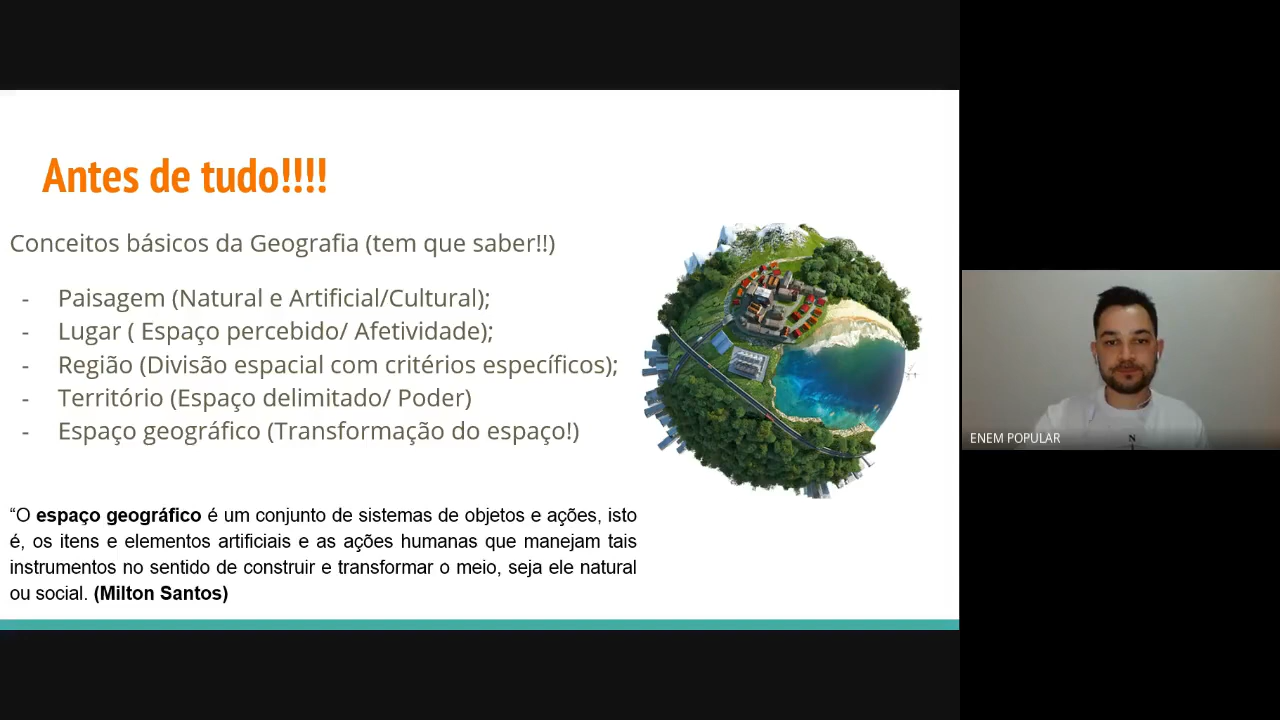 Antes de tudo!!!!
Conceitos básicos da Geografia (tem que saber!!)
- Paisagem (Natural e Artificial/Cultural);
- Lugar ( Espaço percebido/ Afetividade);
- Região (Divisão espacial com critérios específicos);
- Território (Espaço delimitado/ Poder)
- Espaço geográfico (Transformação do espaço!)
“O espaço geográfico é um conjunto de sistemas de objetos e ações, isto
é, os itens e elementos artificiais e as ações humanas que manejam tais
instrumentos no sentido de construir e transformar o meio, seja ele natural
ou social. (Milton Santos)
ENEM POPULAR
N